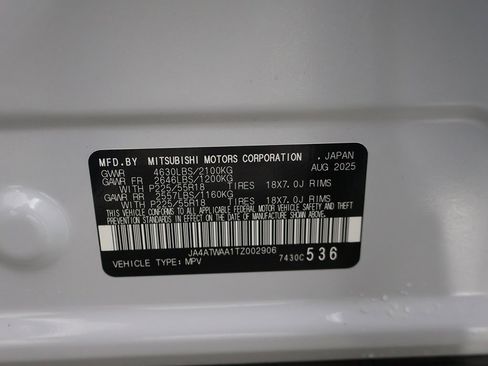 MFD.BY MITSUBISHI MOTORS CORPORATION . JAPAN
GVWR 4630LBS/2100KG AUG 2025
GAWR FR 2646LBS/1200KG
WITH P225/55R18 TIRES 18X7.0J RIMS
GAWR RR 2557LBS/1160KG
WITH P225/55R18 TIRES 18X7.0J RIMS
THIS VEHICLE CONFORMS TO ALL APPLICABLE FEDERAL MOTOR
VEHICLE SAFETY, BUMPER, AND THEFT PREVENTION STANDARDS
IN EFFECT ON THE DATE OF MANUFACTURE SHOWN ABOVE.
JA4ATWAA1TZ002906
VEHICLE TYPE: MPV 7430C536